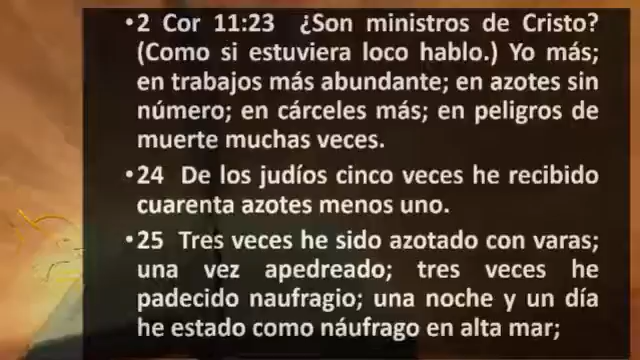 •2 Cor 11:23 ¿Son ministros de Cristo?
(Como si estuviera loco hablo.) Yo más;
en trabajos más abundante; en azotes sin
número; en cárceles más; en peligros de
muerte muchas veces.
•24 De los judíos cinco veces he recibido
cuarenta azotes menos uno.
•25 Tres veces he sido azotado con varas;
una vez apedreado; tres veces he
padecido naufragio; una noche y un día
he estado como náufrago en alta mar;